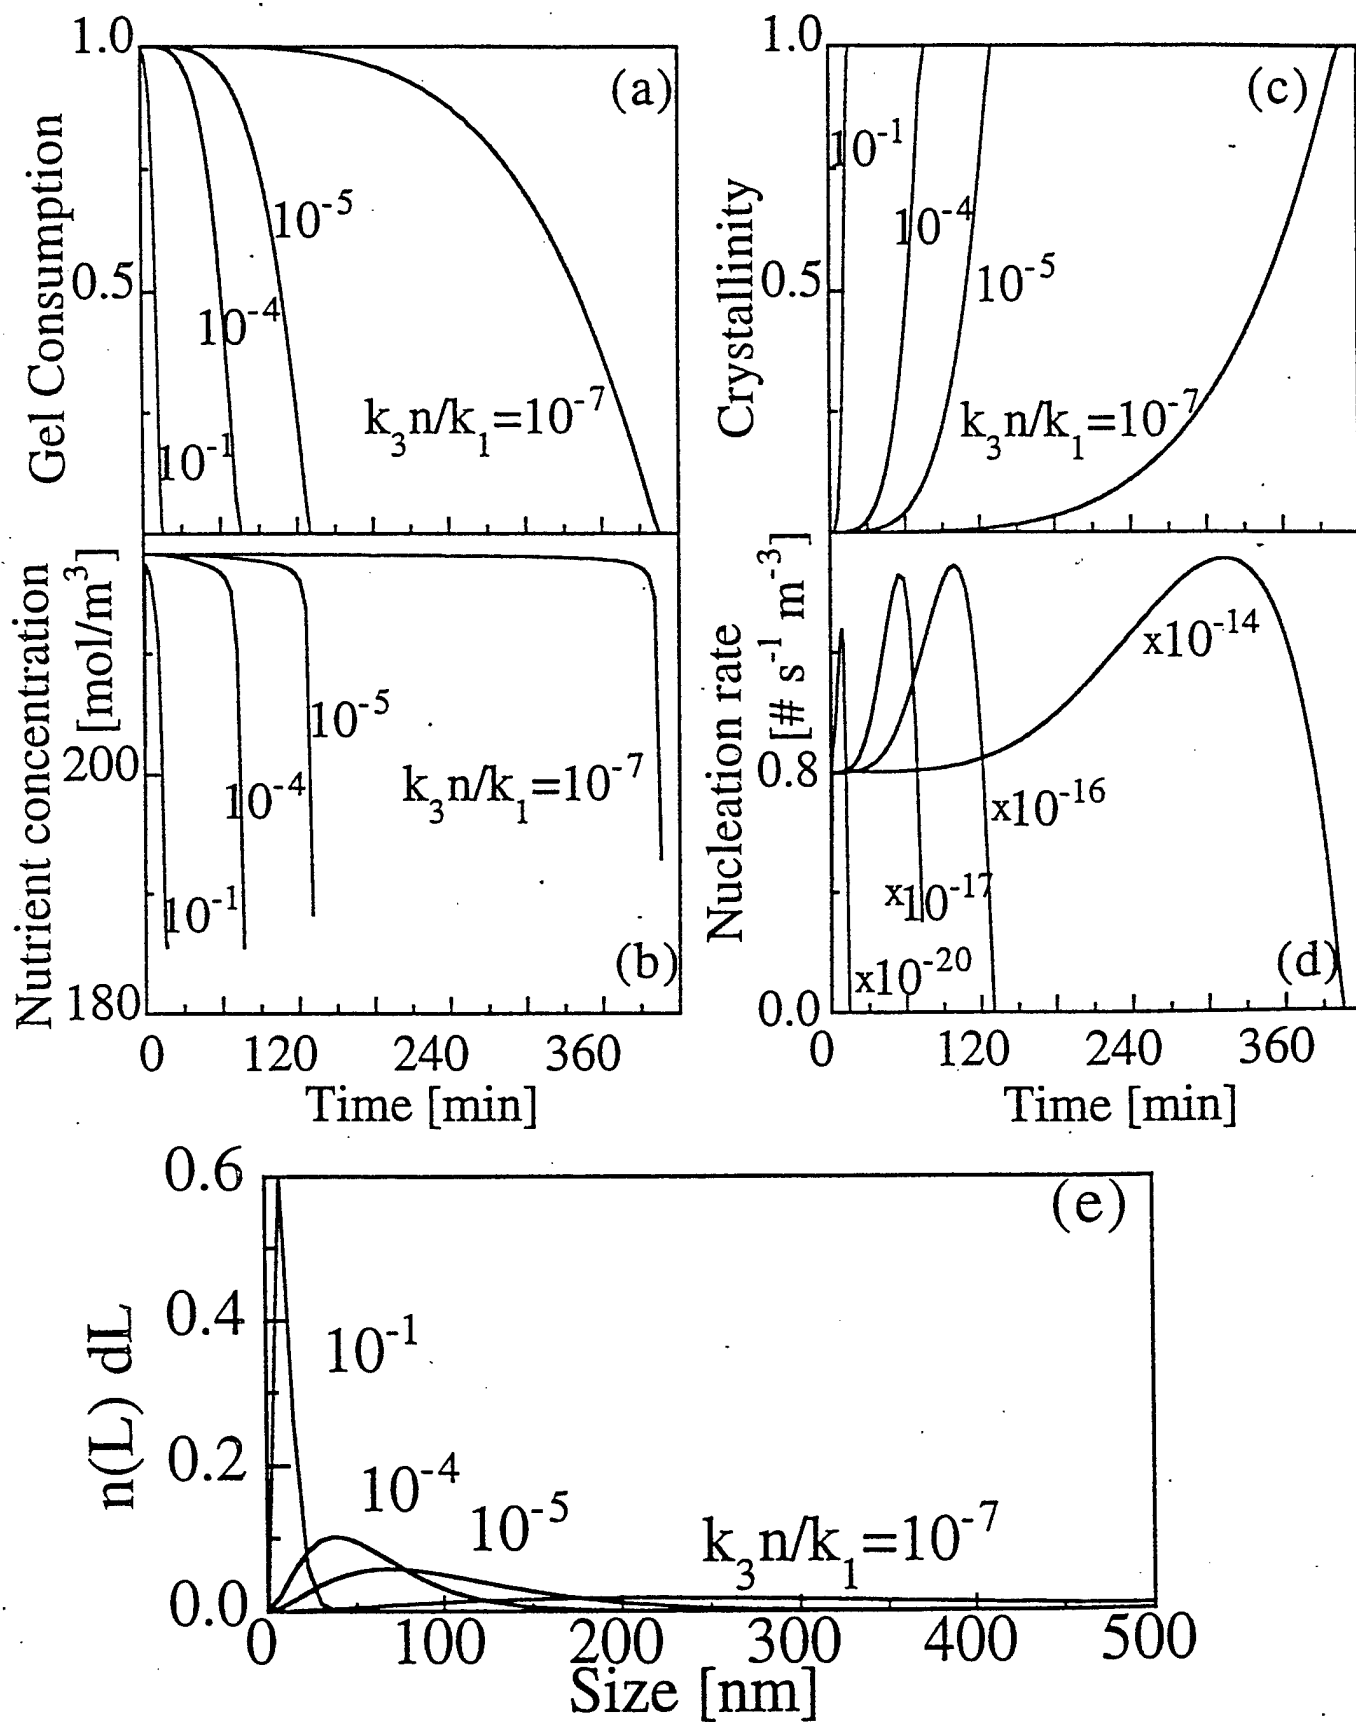 1.0
(a)
Gel Consumption
0.5
10⁻⁵
10⁻⁴
10⁻¹
k₃n/k₁=10⁻⁷
Nutrient concentration
[mol/m³]
200
180
10⁻⁵
10⁻⁴
10⁻¹
k₃n/k₁=10⁻⁷
(b)
0 120 240 360
Time [min]
1.0
(c)
Crystallinity
0.5
10⁻¹
10⁻⁴
10⁻⁵
k₃n/k₁=10⁻⁷
Nucleation rate
[# s⁻¹ m⁻³]
0.8
0.0
x10⁻¹⁴
x10⁻¹⁶
x10⁻¹⁷
x10⁻²⁰
(d)
0 120 240 360
Time [min]
0.6
(e)
0.4
n(L) dL
0.2
0.0
10⁻¹
10⁻⁴
10⁻⁵
k₃n/k₁=10⁻⁷
0 100 200 300 400 500
Size [nm]